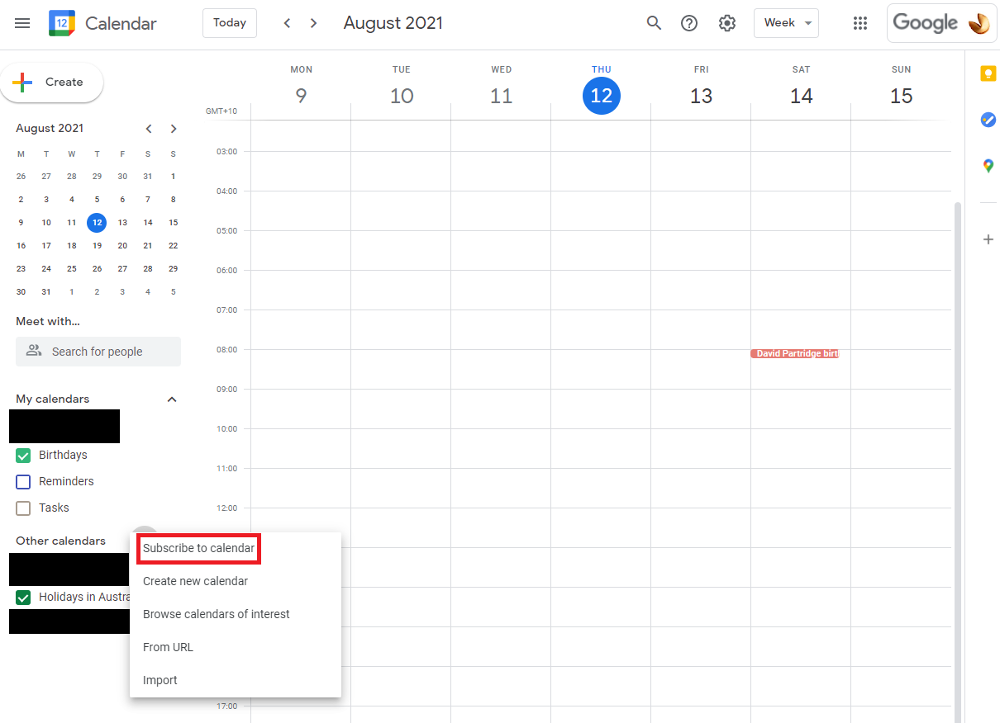 12 Calendar Today August 2021 Week Google
Create
MON TUE WED THU FRI SAT SUN
9 10 11 12 13 14 15
GMT+10
August 2021
M T W T F S S
26 27 28 29 30 31 1
2 3 4 5 6 7 8
9 10 11 12 13 14 15
16 17 18 19 20 21 22
23 24 25 26 27 28 29
30 31 1 2 3 4 5
Meet with...
Search for people
My calendars
Birthdays
Reminders
Tasks
Other calendars
Holidays in Austra
Subscribe to calendar
Create new calendar
Browse calendars of interest
From URL
Import
03:00
04:00
05:00
06:00
07:00
08:00
David Partridge birt
09:00
10:00
11:00
12:00
17:00